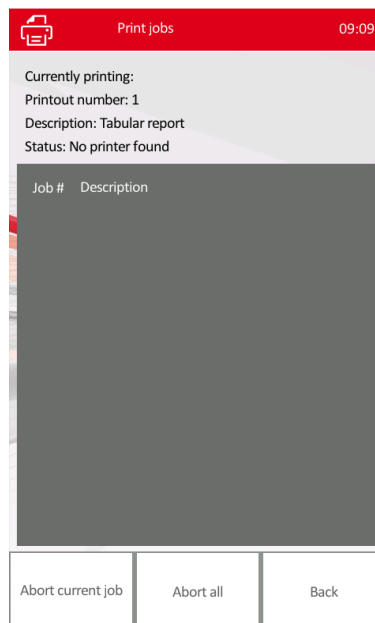 Print jobs 09:09
Currently printing:
Printout number: 1
Description: Tabular report
Status: No printer found
Job # Description
Abort current job Abort all Back